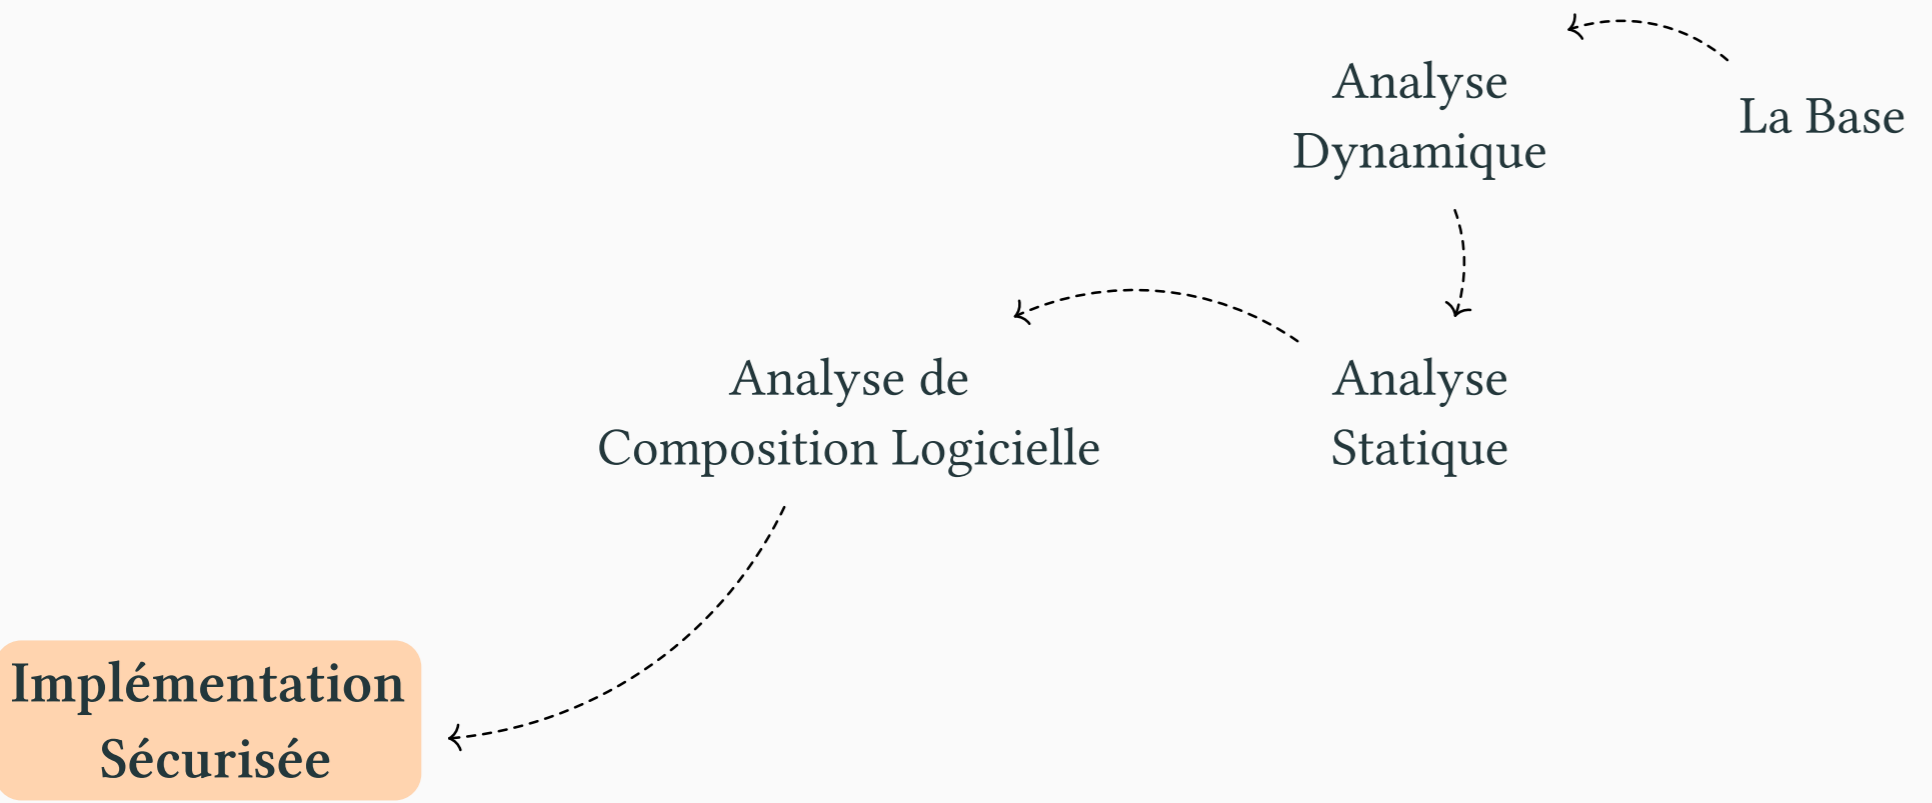 Analyse
Dynamique
La Base
Analyse de
Composition Logicielle
Analyse
Statique
Implémentation
Sécurisée